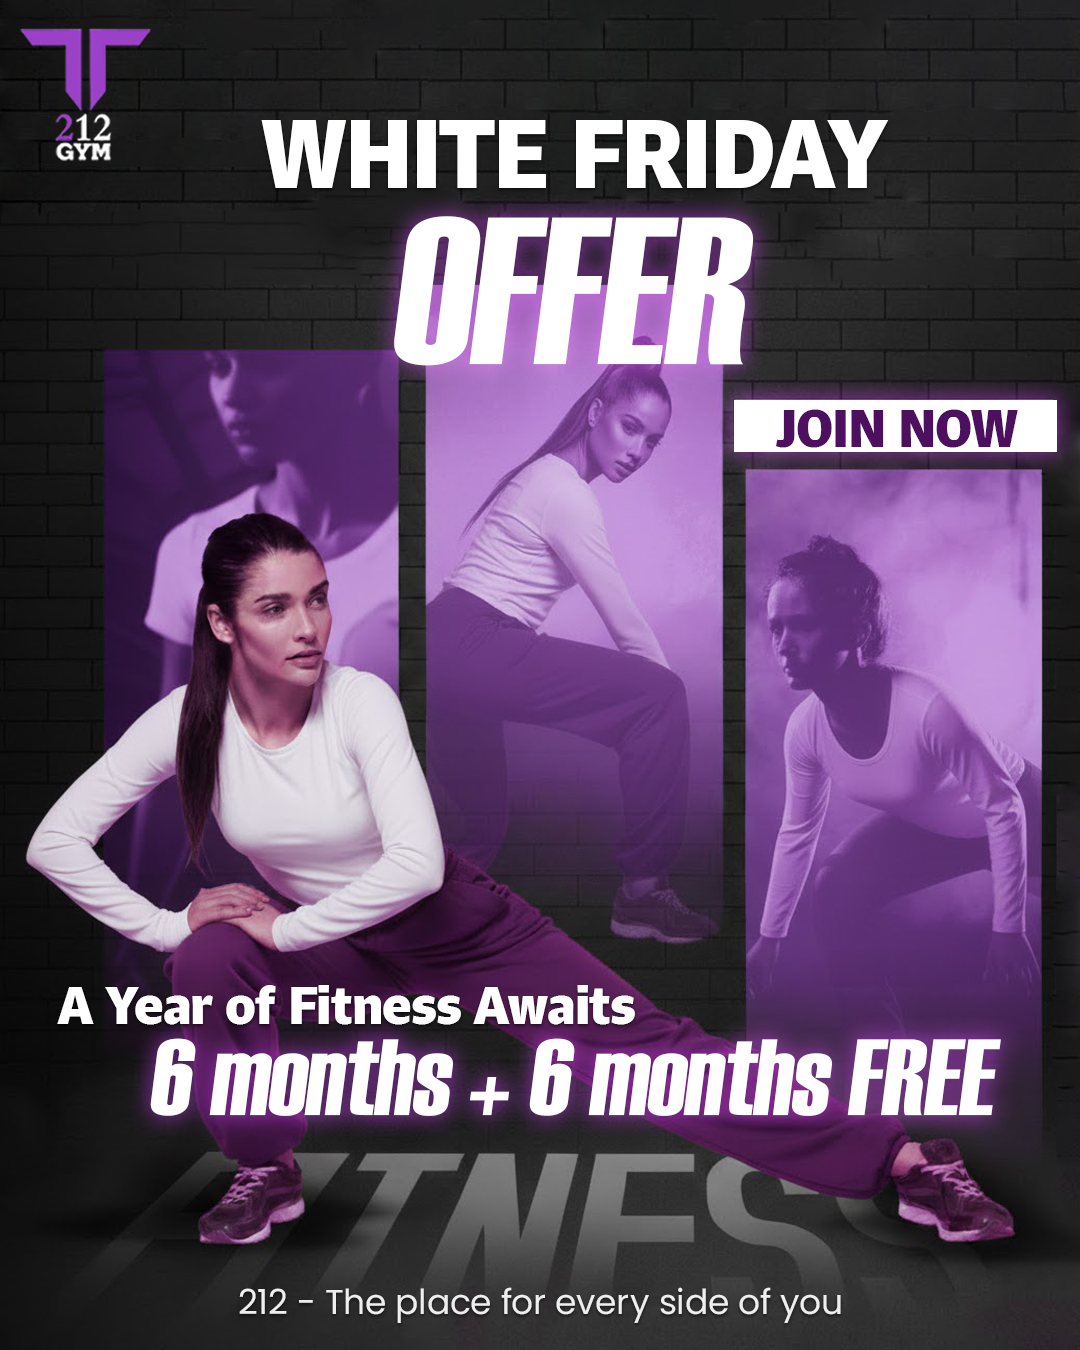 212
GYM
WHITE FRIDAY
OFFER
JOIN NOW
A Year of Fitness Awaits
6 months + 6 months FREE
FITNESS
212 - The place for every side of you